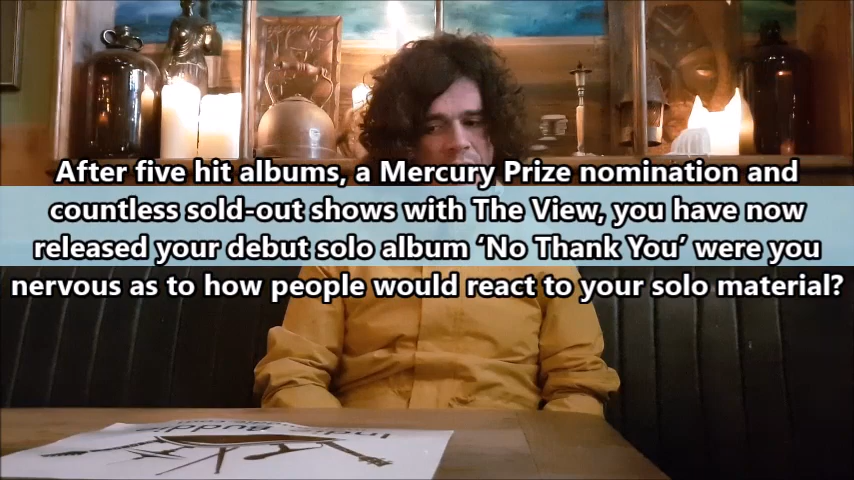 After five hit albums, a Mercury Prize nomination and
countless sold-out shows with The View, you have now
released your debut solo album ‘No Thank You’ were you
nervous as to how people would react to your solo material?
Indie Buddie